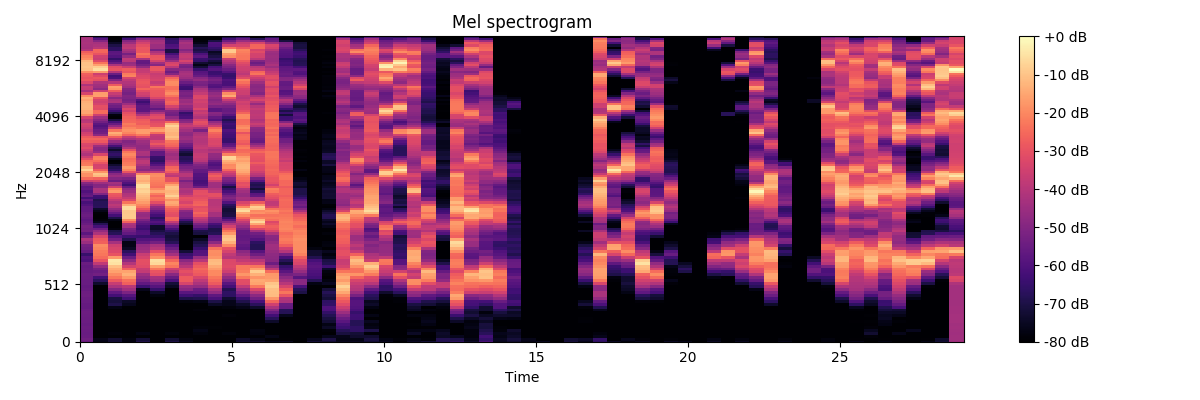 Mel spectrogram
8192
4096
2048
1024
512
0
Hz
0 5 10 15 20 25
Time
+0 dB
-10 dB
-20 dB
-30 dB
-40 dB
-50 dB
-60 dB
-70 dB
-80 dB